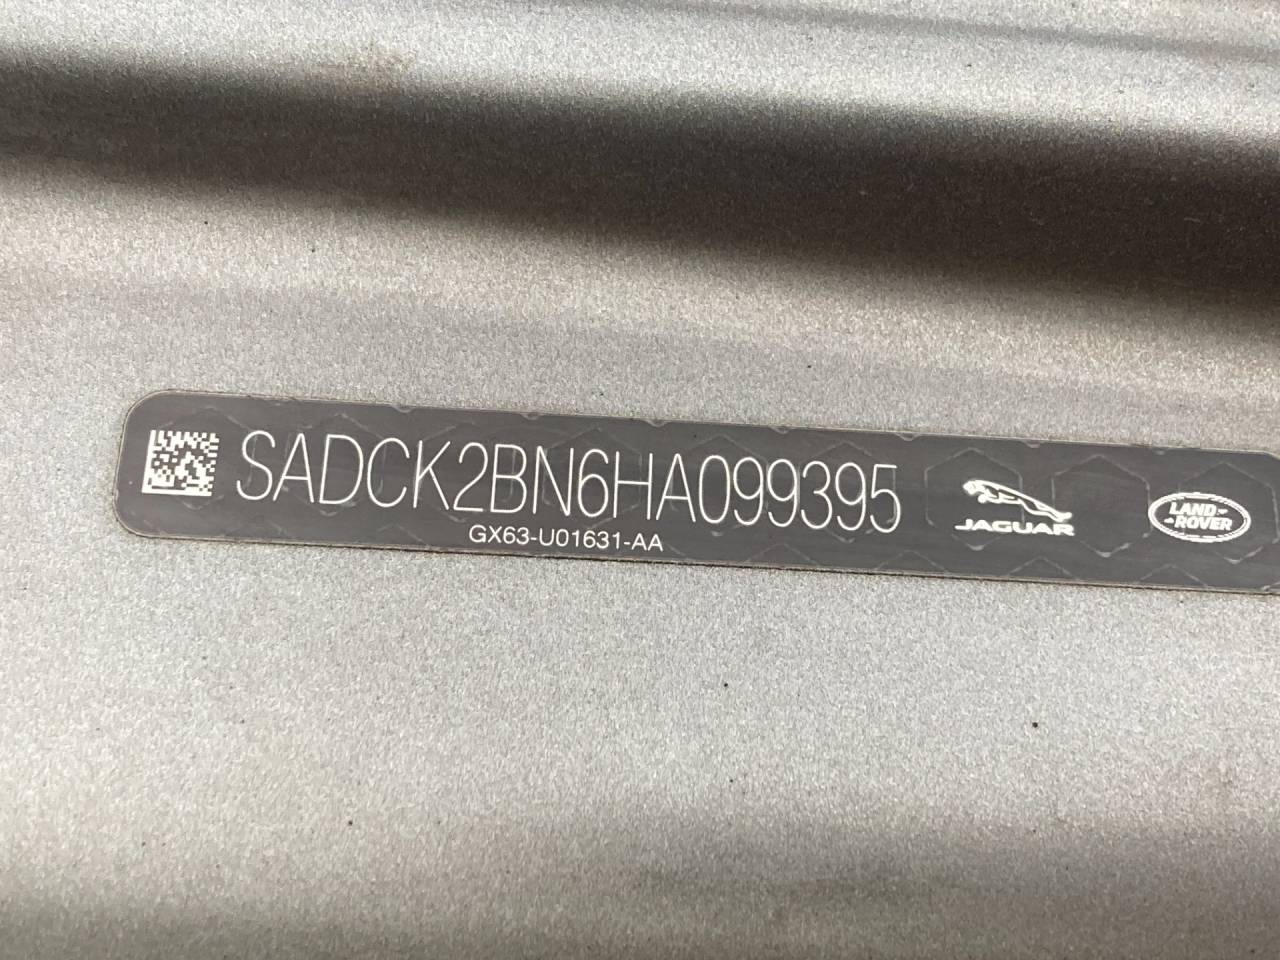 SADCK2BN6HA099395
GX63-U01631-AA
JAGUAR
LAND-
-ROVER